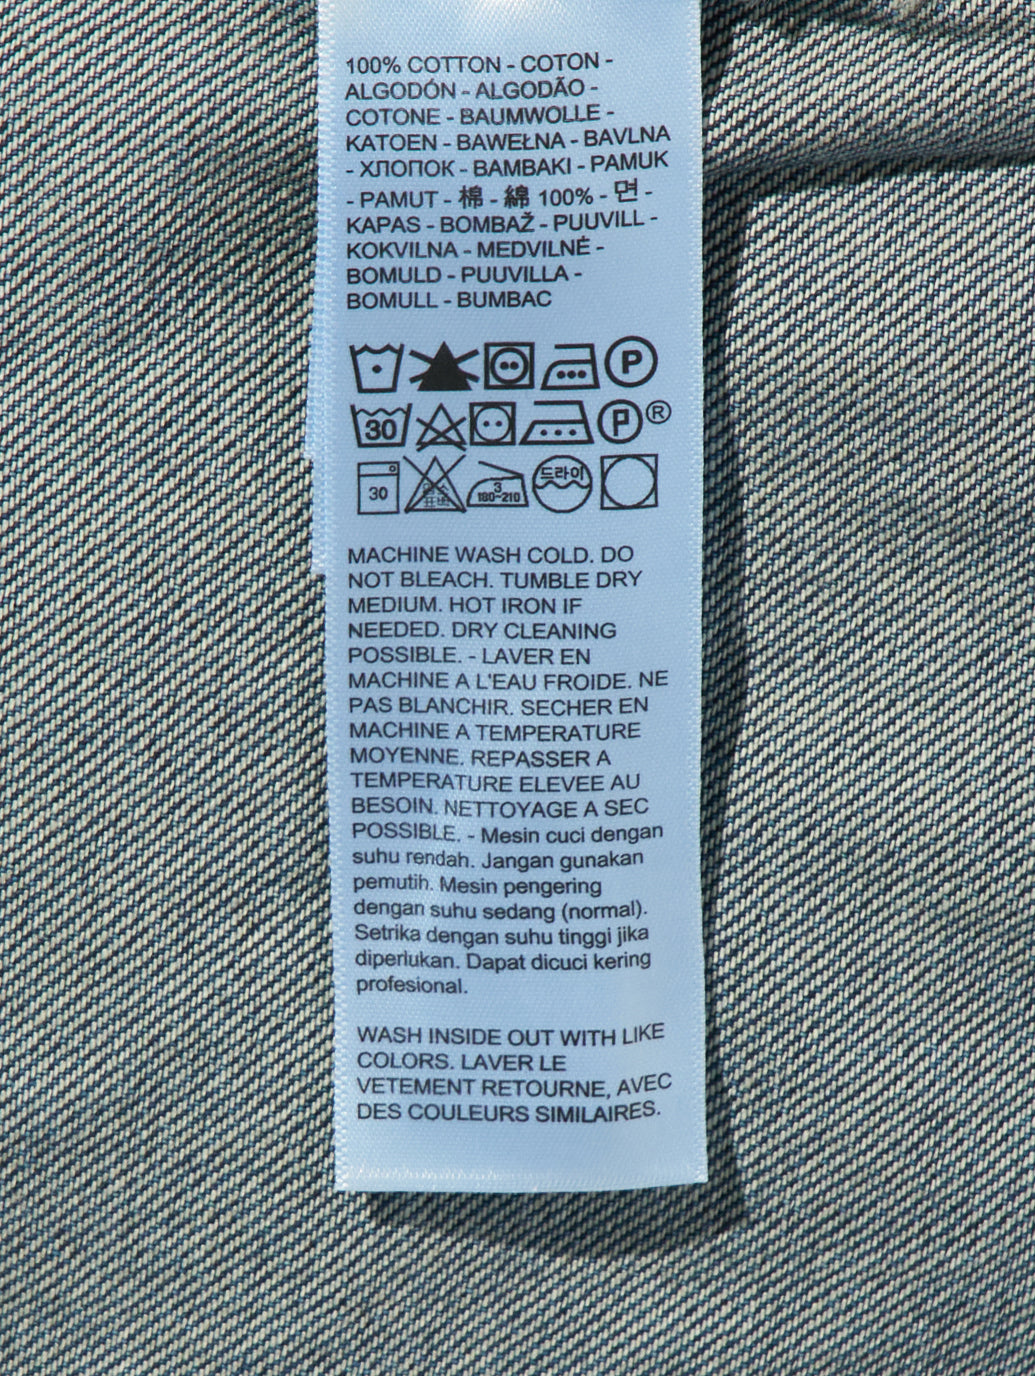 100% COTTON - COTON -
ALGODÓN - ALGODÃO -
COTONE - BAUMWOLLE -
KATOEN - BAWEŁNA - BAVLNA
- ХЛОПОК - BAMBAKI - PAMUK
- PAMUT - 棉 - 綿 100% - 면 -
KAPAS - BOMBAŽ - PUUVILL -
KOKVILNA - MEDVILNĖ -
BOMULD - PUUVILLA -
BOMULL - BUMBAC
P
30 P ®
30 염소 표백 3 180~210 드라이
MACHINE WASH COLD. DO
NOT BLEACH. TUMBLE DRY
MEDIUM. HOT IRON IF
NEEDED. DRY CLEANING
POSSIBLE. - LAVER EN
MACHINE A L'EAU FROIDE. NE
PAS BLANCHIR. SECHER EN
MACHINE A TEMPERATURE
MOYENNE. REPASSER A
TEMPERATURE ELEVEE AU
BESOIN. NETTOYAGE A SEC
POSSIBLE. - Mesin cuci dengan
suhu rendah. Jangan gunakan
pemutih. Mesin pengering
dengan suhu sedang (normal).
Setrika dengan suhu tinggi jika
diperlukan. Dapat dicuci kering
profesional.
WASH INSIDE OUT WITH LIKE
COLORS. LAVER LE
VETEMENT RETOURNE, AVEC
DES COULEURS SIMILAIRES.